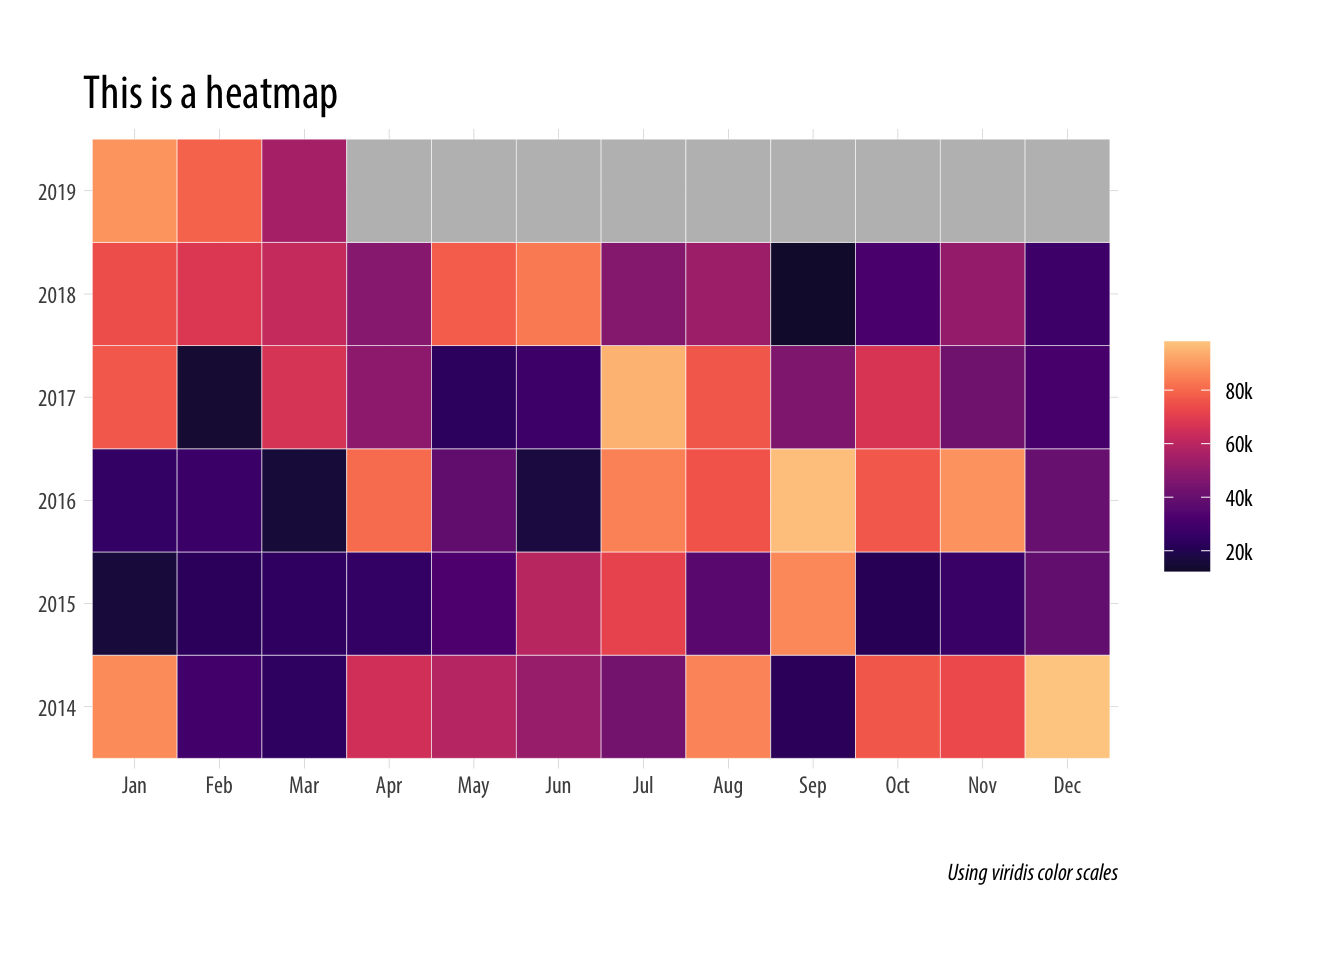 This is a heatmap
2019
2018
2017
2016
2015
2014
Jan Feb Mar Apr May Jun Jul Aug Sep Oct Nov Dec
80k
60k
40k
20k
Using viridis color scales